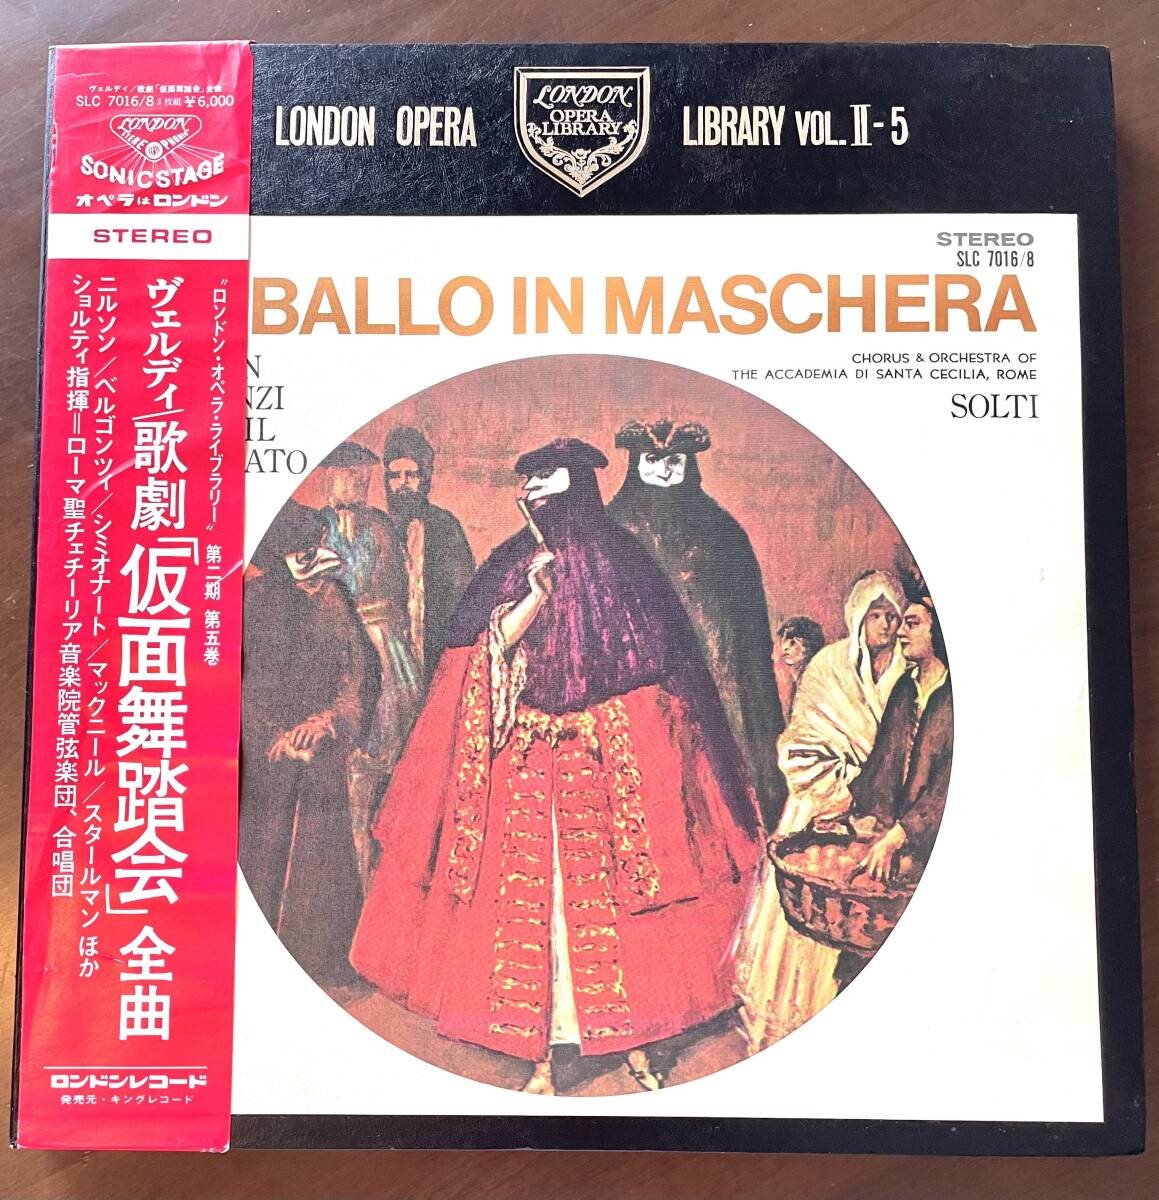 ヴェルディ/歌劇「仮面舞踏会」全曲
SLC 7016/8 3枚組 ¥6,000
LONDON
PHONIC
SONICSTAGE
オペラはロンドン
STEREO
"ロンドン・オペラ・ライブラリー" 第二期 第五巻
ヴェルディ/歌劇「仮面舞踏会」全曲
ニルソン/ベルゴンツィ/シミオナート/マックニール/スタールマン ほか
ショルティ指揮=ローマ聖チェチーリア音楽院管弦楽団、合唱団
ロンドンレコード
発売元・キングレコード
LONDON OPERA
LONDON
OPERA
LIBRARY
LIBRARY VOL.II-5
STEREO
SLC 7016/8
BALLO IN MASCHERA
CHORUS & ORCHESTRA OF
THE ACCADEMIA DI SANTA CECILIA, ROME
SOLTI
N
NZI
IL
ATO